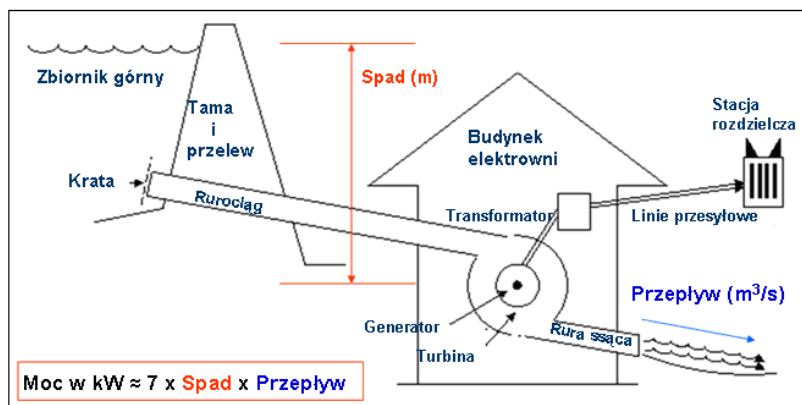 Zbiornik górny
Tama
i
przelew
Spad (m)
Krata
Rurociąg
Budynek
elektrowni
Stacja
rozdzielcza
Transformator
Linie przesyłowe
Generator
Turbina
Rura ssąca
Przepływ (m³/s)
Moc w kW ≈ 7 x Spad x Przepływ